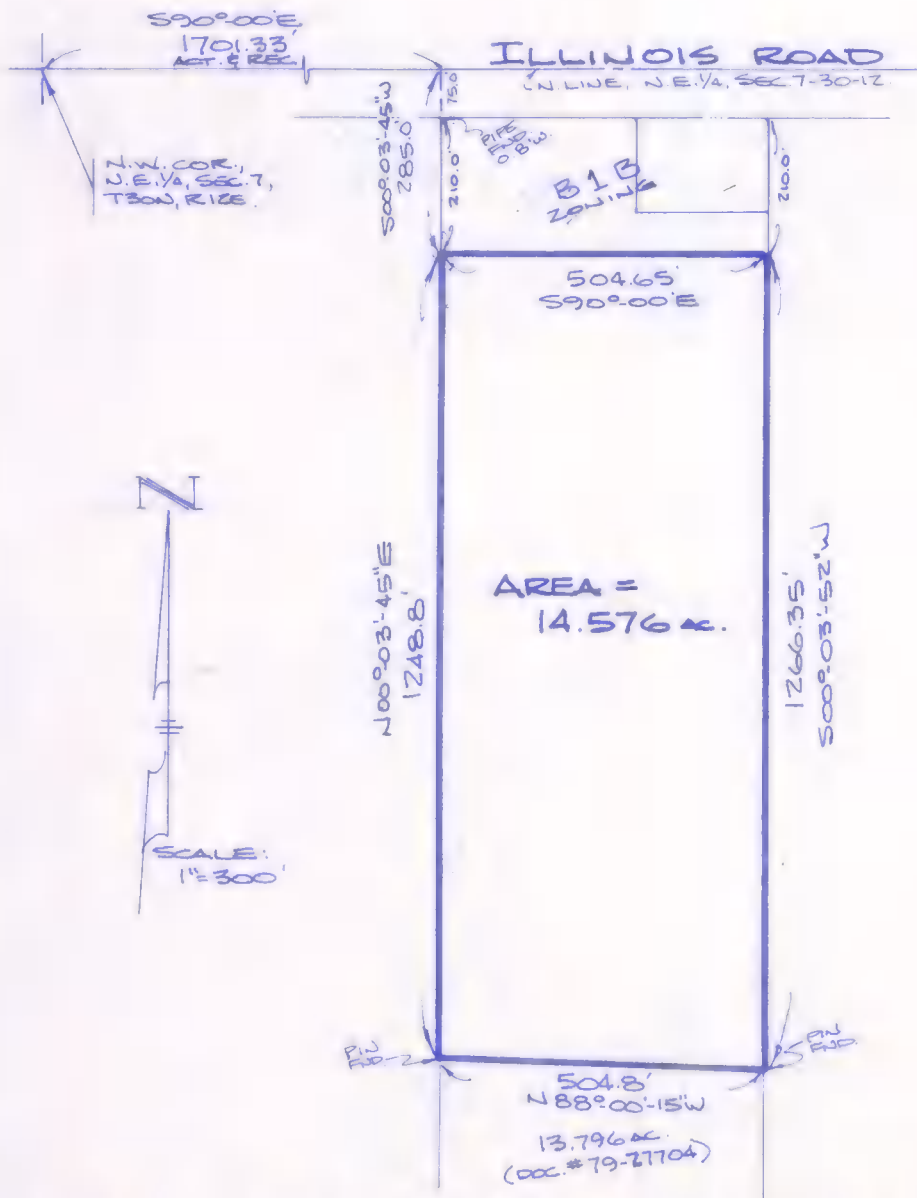 S90°-00'E
1701.33'
ACT. & REC.
ILLINOIS ROAD
N. LINE, N.E. 1/4, SEC. 7-30-12
75.0
N.W. COR.,
N.E. 1/4, SEC. 7,
T30N, R12E.
S00°-03'-45"W
285.0
210.0'
PIPE
FND.
B1B
ZONING
210.0'
504.65'
S90°-00'E
N
N00°-03'-45"E
1248.8'
AREA =
14.576 AC.
1266.35'
S00°-03'-52"W
SCALE:
1"=300'
PIN
FND.
PIN
FND.
504.8'
N88°-00'-15"W
13.796 AC.
(DOC. # 79-27704)